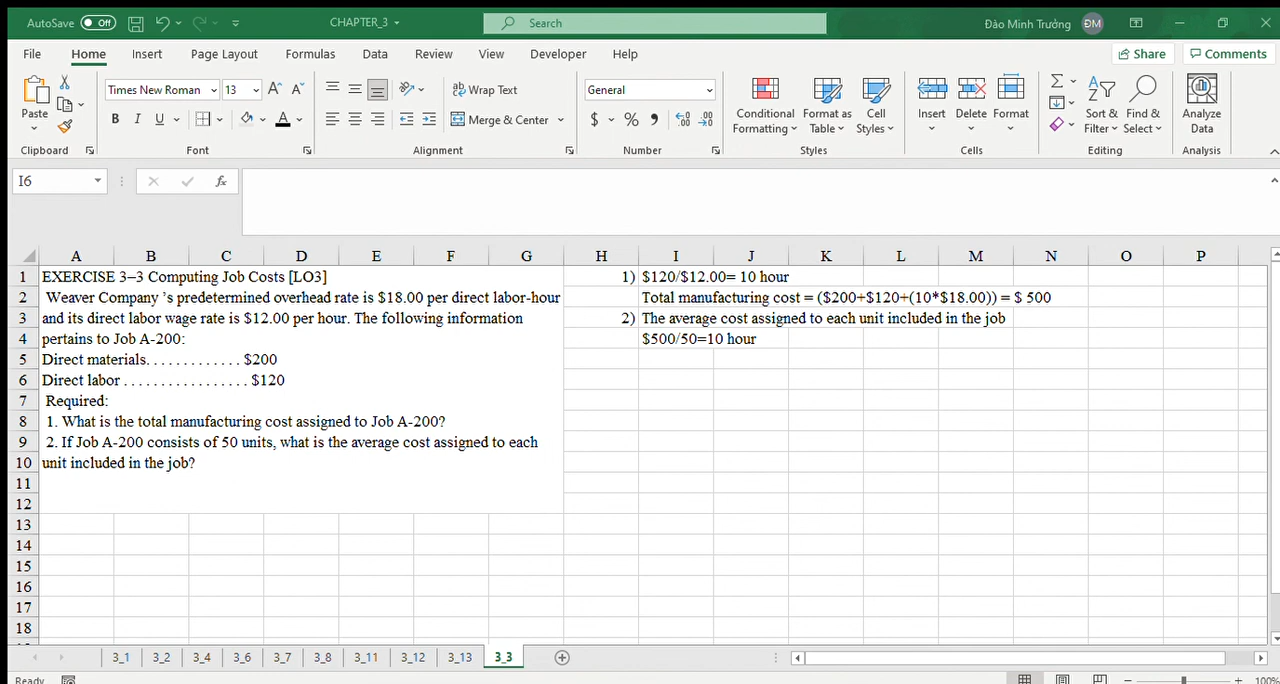 AutoSave Off CHAPTER_3 Search Đào Minh Trưởng ĐM
File Home Insert Page Layout Formulas Data Review View Developer Help Share Comments
Times New Roman 13 A A Wrap Text General
Paste B I U A Merge & Center $ % Conditional Formatting Format as Table Cell Styles Insert Delete Format Sort & Filter Find & Select Analyze Data
Clipboard Font Alignment Number Styles Cells Editing Analysis
I6 fx
A B C D E F G H I J K L M N O P
1 EXERCISE 3–3 Computing Job Costs [LO3] 1) $120/$12.00= 10 hour
2 Weaver Company 's predetermined overhead rate is $18.00 per direct labor-hour Total manufacturing cost = ($200+$120+(10*$18.00)) = $ 500
3 and its direct labor wage rate is $12.00 per hour. The following information 2) The average cost assigned to each unit included in the job
4 pertains to Job A-200: $500/50=10 hour
5 Direct materials. . . . . . . . . . . . . $200
6 Direct labor . . . . . . . . . . . . . . . . . $120
7 Required:
8 1. What is the total manufacturing cost assigned to Job A-200?
9 2. If Job A-200 consists of 50 units, what is the average cost assigned to each
10 unit included in the job?
11
12
13
14
15
16
17
18
3_1 3_2 3_4 3_6 3_7 3_8 3_11 3_12 3_13 3_3
Ready 100%